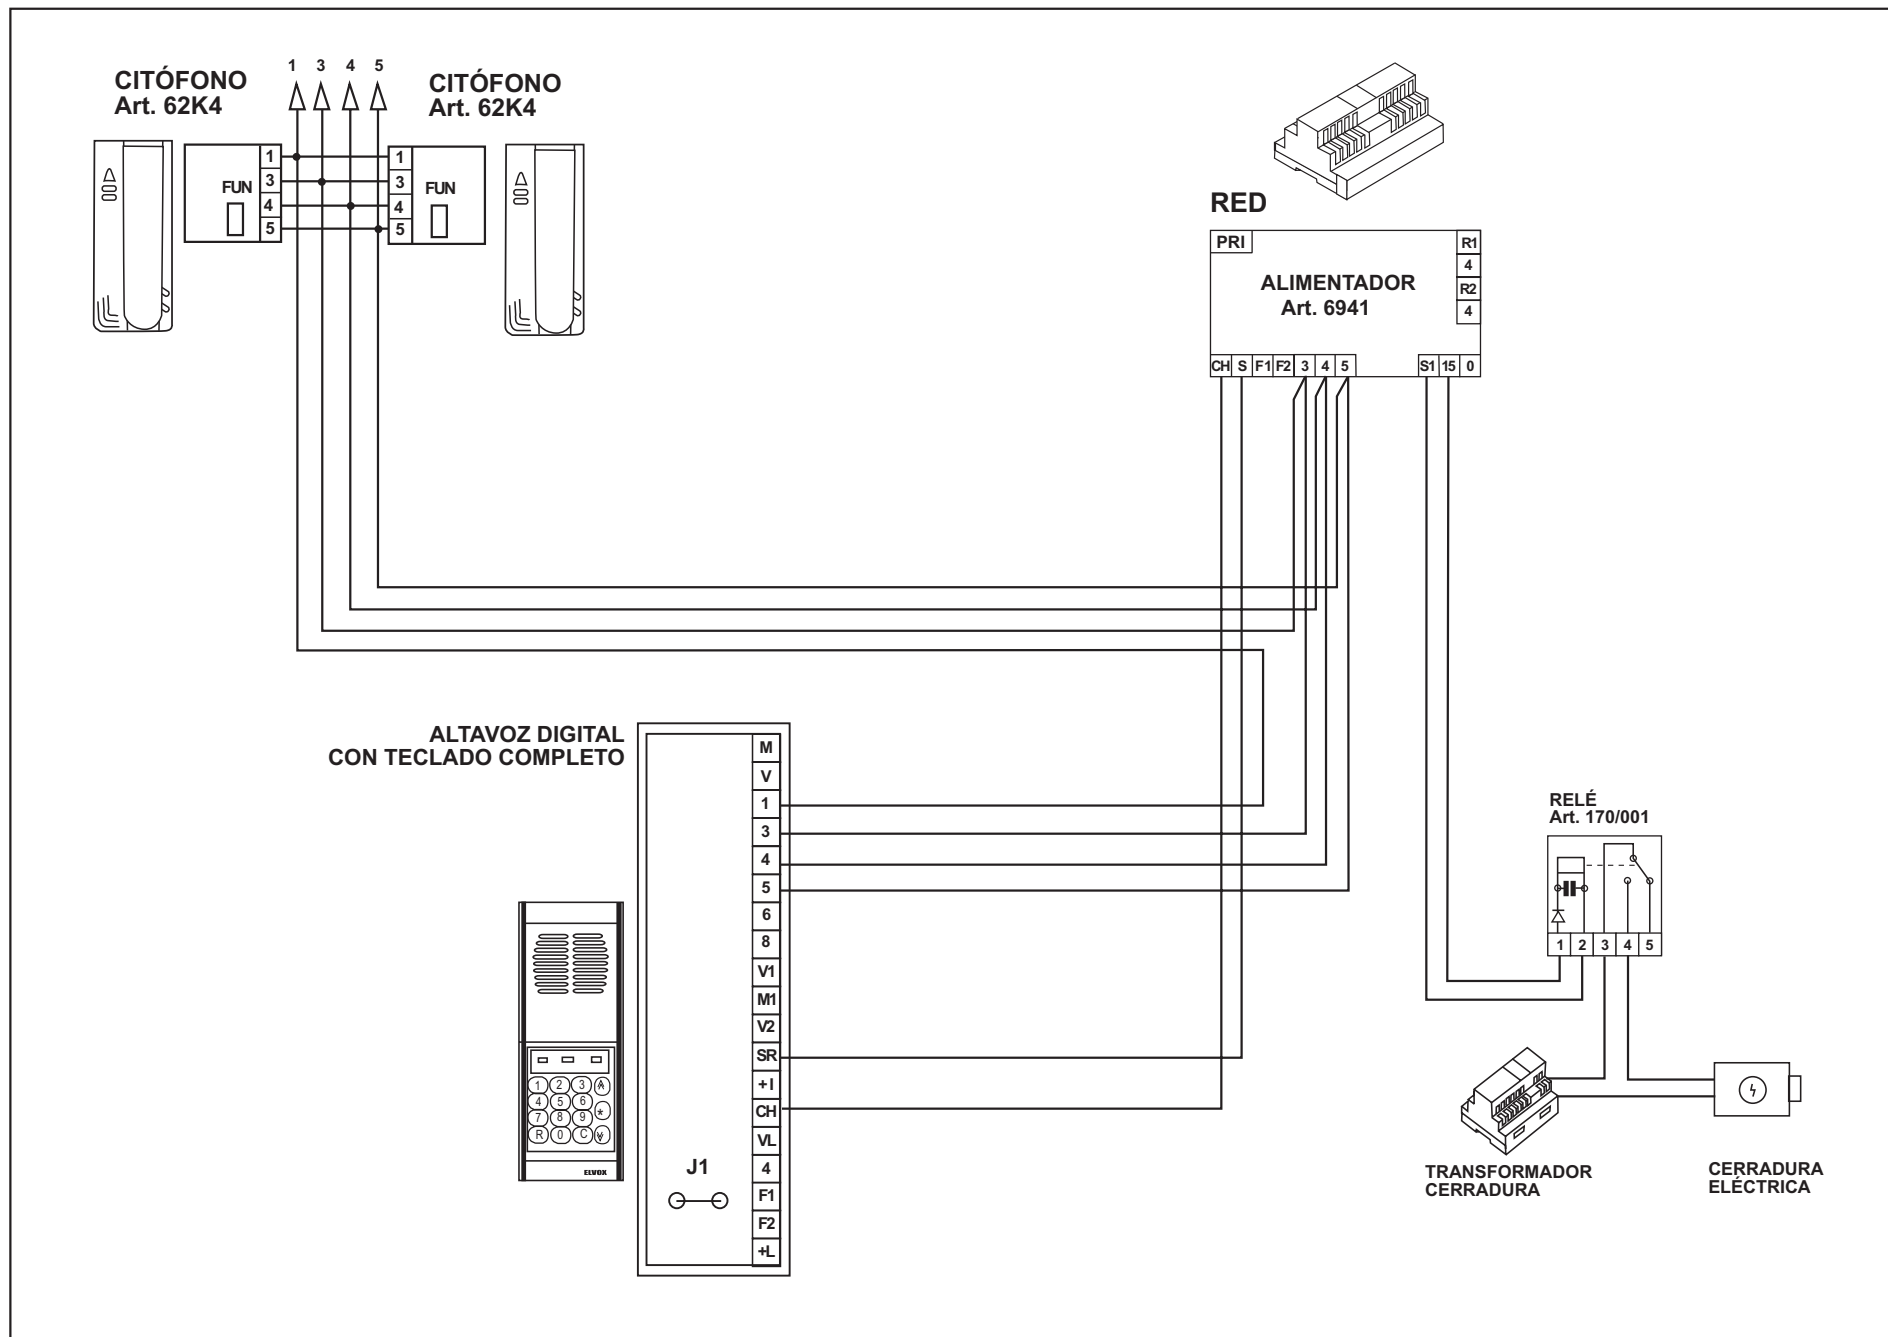 1 3 4 5
CITÓFONO
Art. 62K4
CITÓFONO
Art. 62K4
1
3
FUN
4
5
1
3
FUN
4
5
RED
PRI
R1
4
R2
4
ALIMENTADOR
Art. 6941
CH S F1 F2 3 4 5
S1 15 0
ALTAVOZ DIGITAL
CON TECLADO COMPLETO
M
V
1
3
4
5
6
8
V1
M1
V2
SR
+I
CH
VL
4
F1
F2
+L
J1
1 2 3
4 5 6
*
7 8 9
R 0 C
ELVOX
RELÉ
Art. 170/001
1 2 3 4 5
TRANSFORMADOR
CERRADURA
CERRADURA
ELÉCTRICA